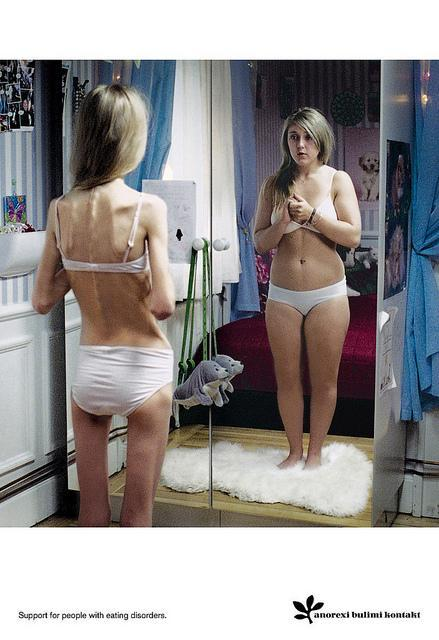 Support for people with eating disorders.
anorexi bulimi kontakt